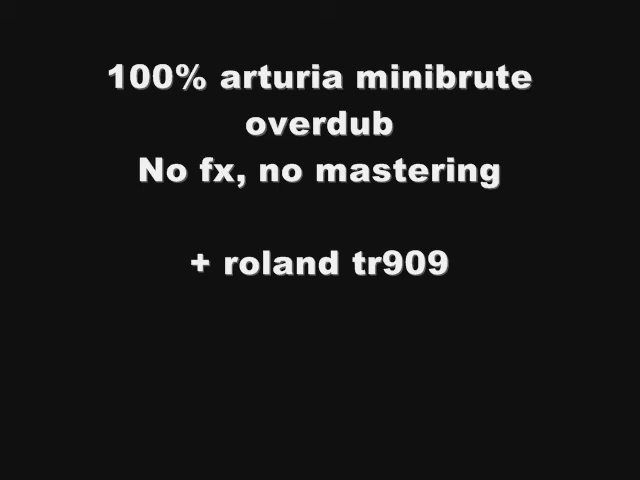 100% arturia minibrute
overdub
No fx, no mastering
+ roland tr909